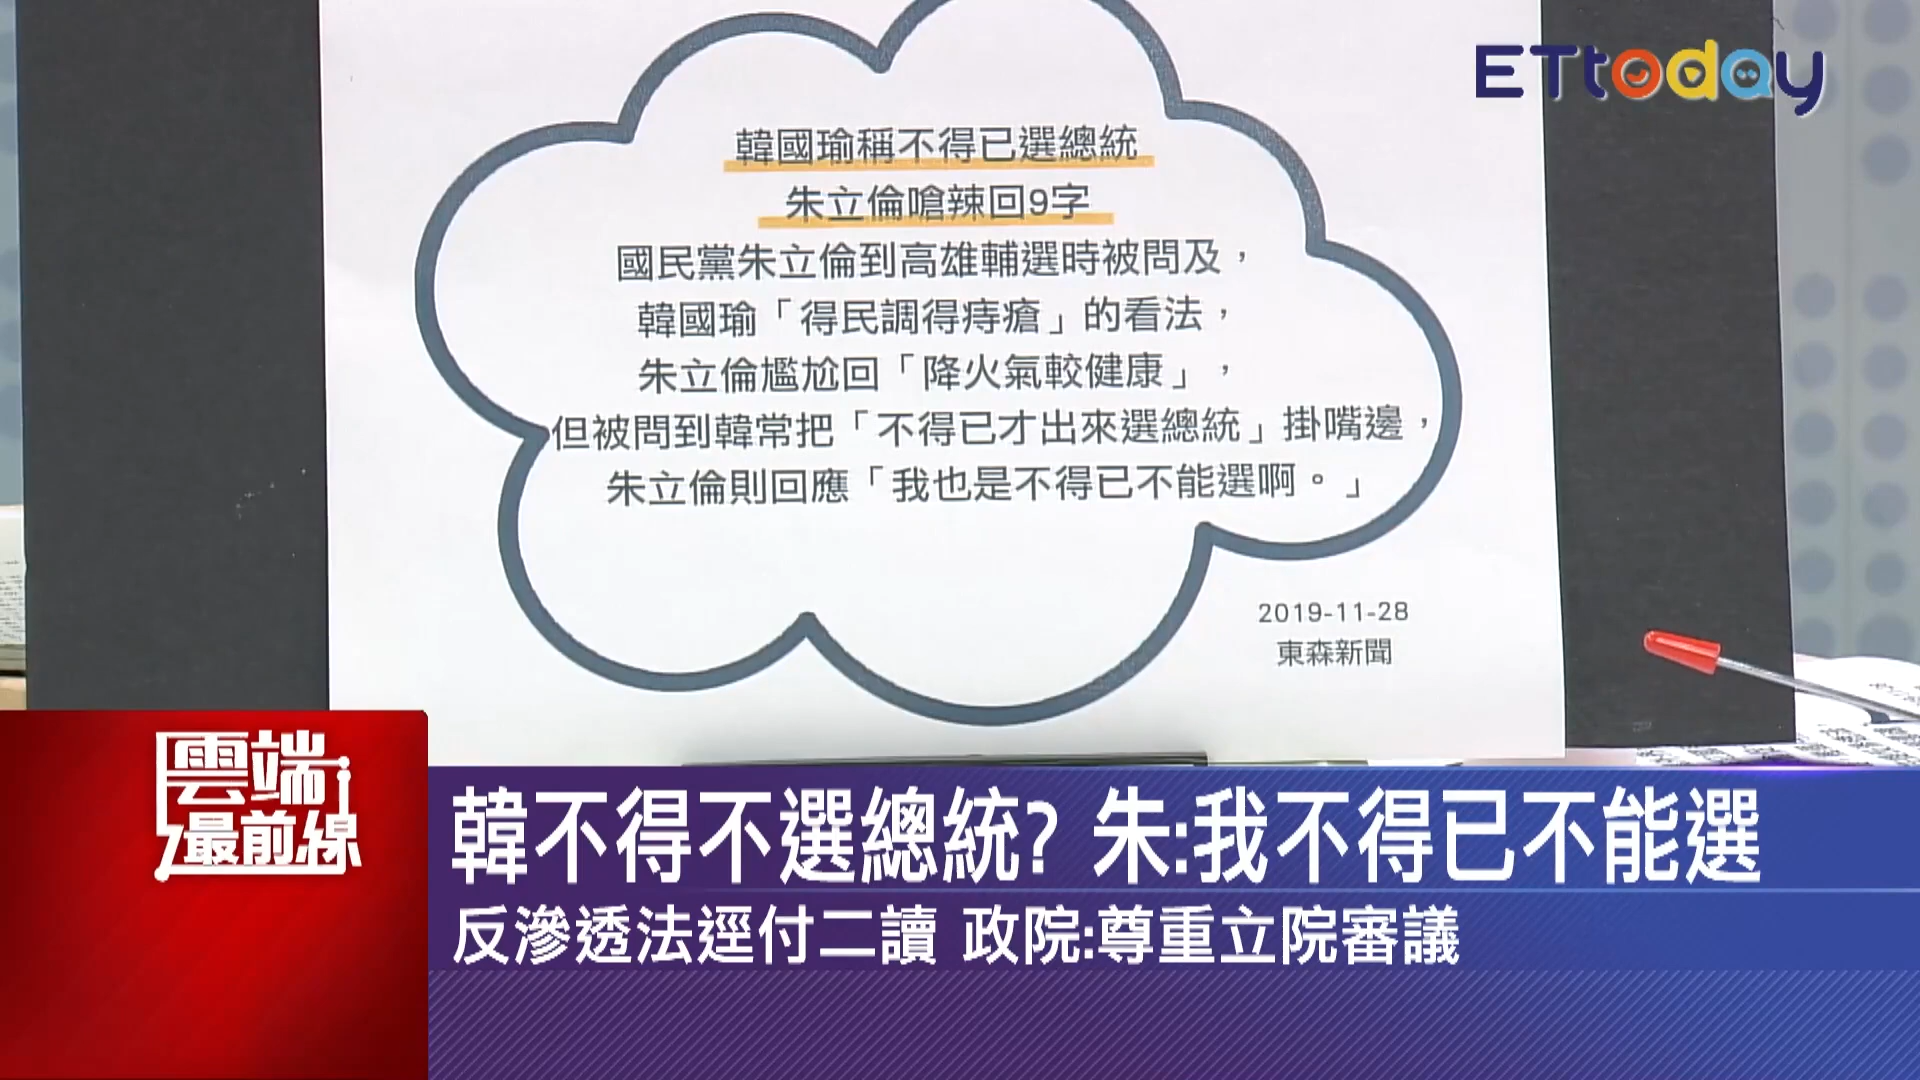 ETtoday
韓國瑜稱不得已選總統
朱立倫嗆辣回9字
國民黨朱立倫到高雄輔選時被問及，
韓國瑜「得民調得痔瘡」的看法，
朱立倫尷尬回「降火氣較健康」，
但被問到韓常把「不得已才出來選總統」掛嘴邊，
朱立倫則回應「我也是不得已不能選啊。」
2019-11-28
東森新聞
雲端
最前線
韓不得不選總統? 朱:我不得已不能選
反滲透法逕付二讀 政院:尊重立院審議